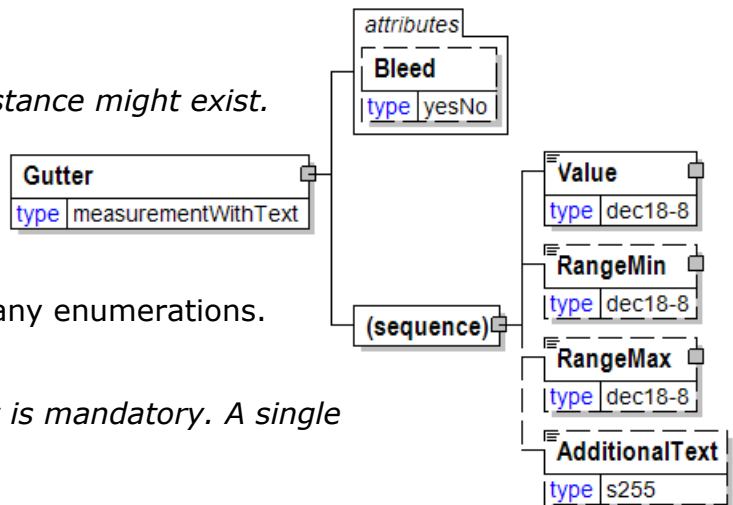 attributes
Bleed
type yesNo
stance might exist.
Gutter
type measurementWithText
Value
type dec18-8
RangeMin
type dec18-8
any enumerations.
(sequence)
RangeMax
type dec18-8
is mandatory. A single
AdditionalText
type s255